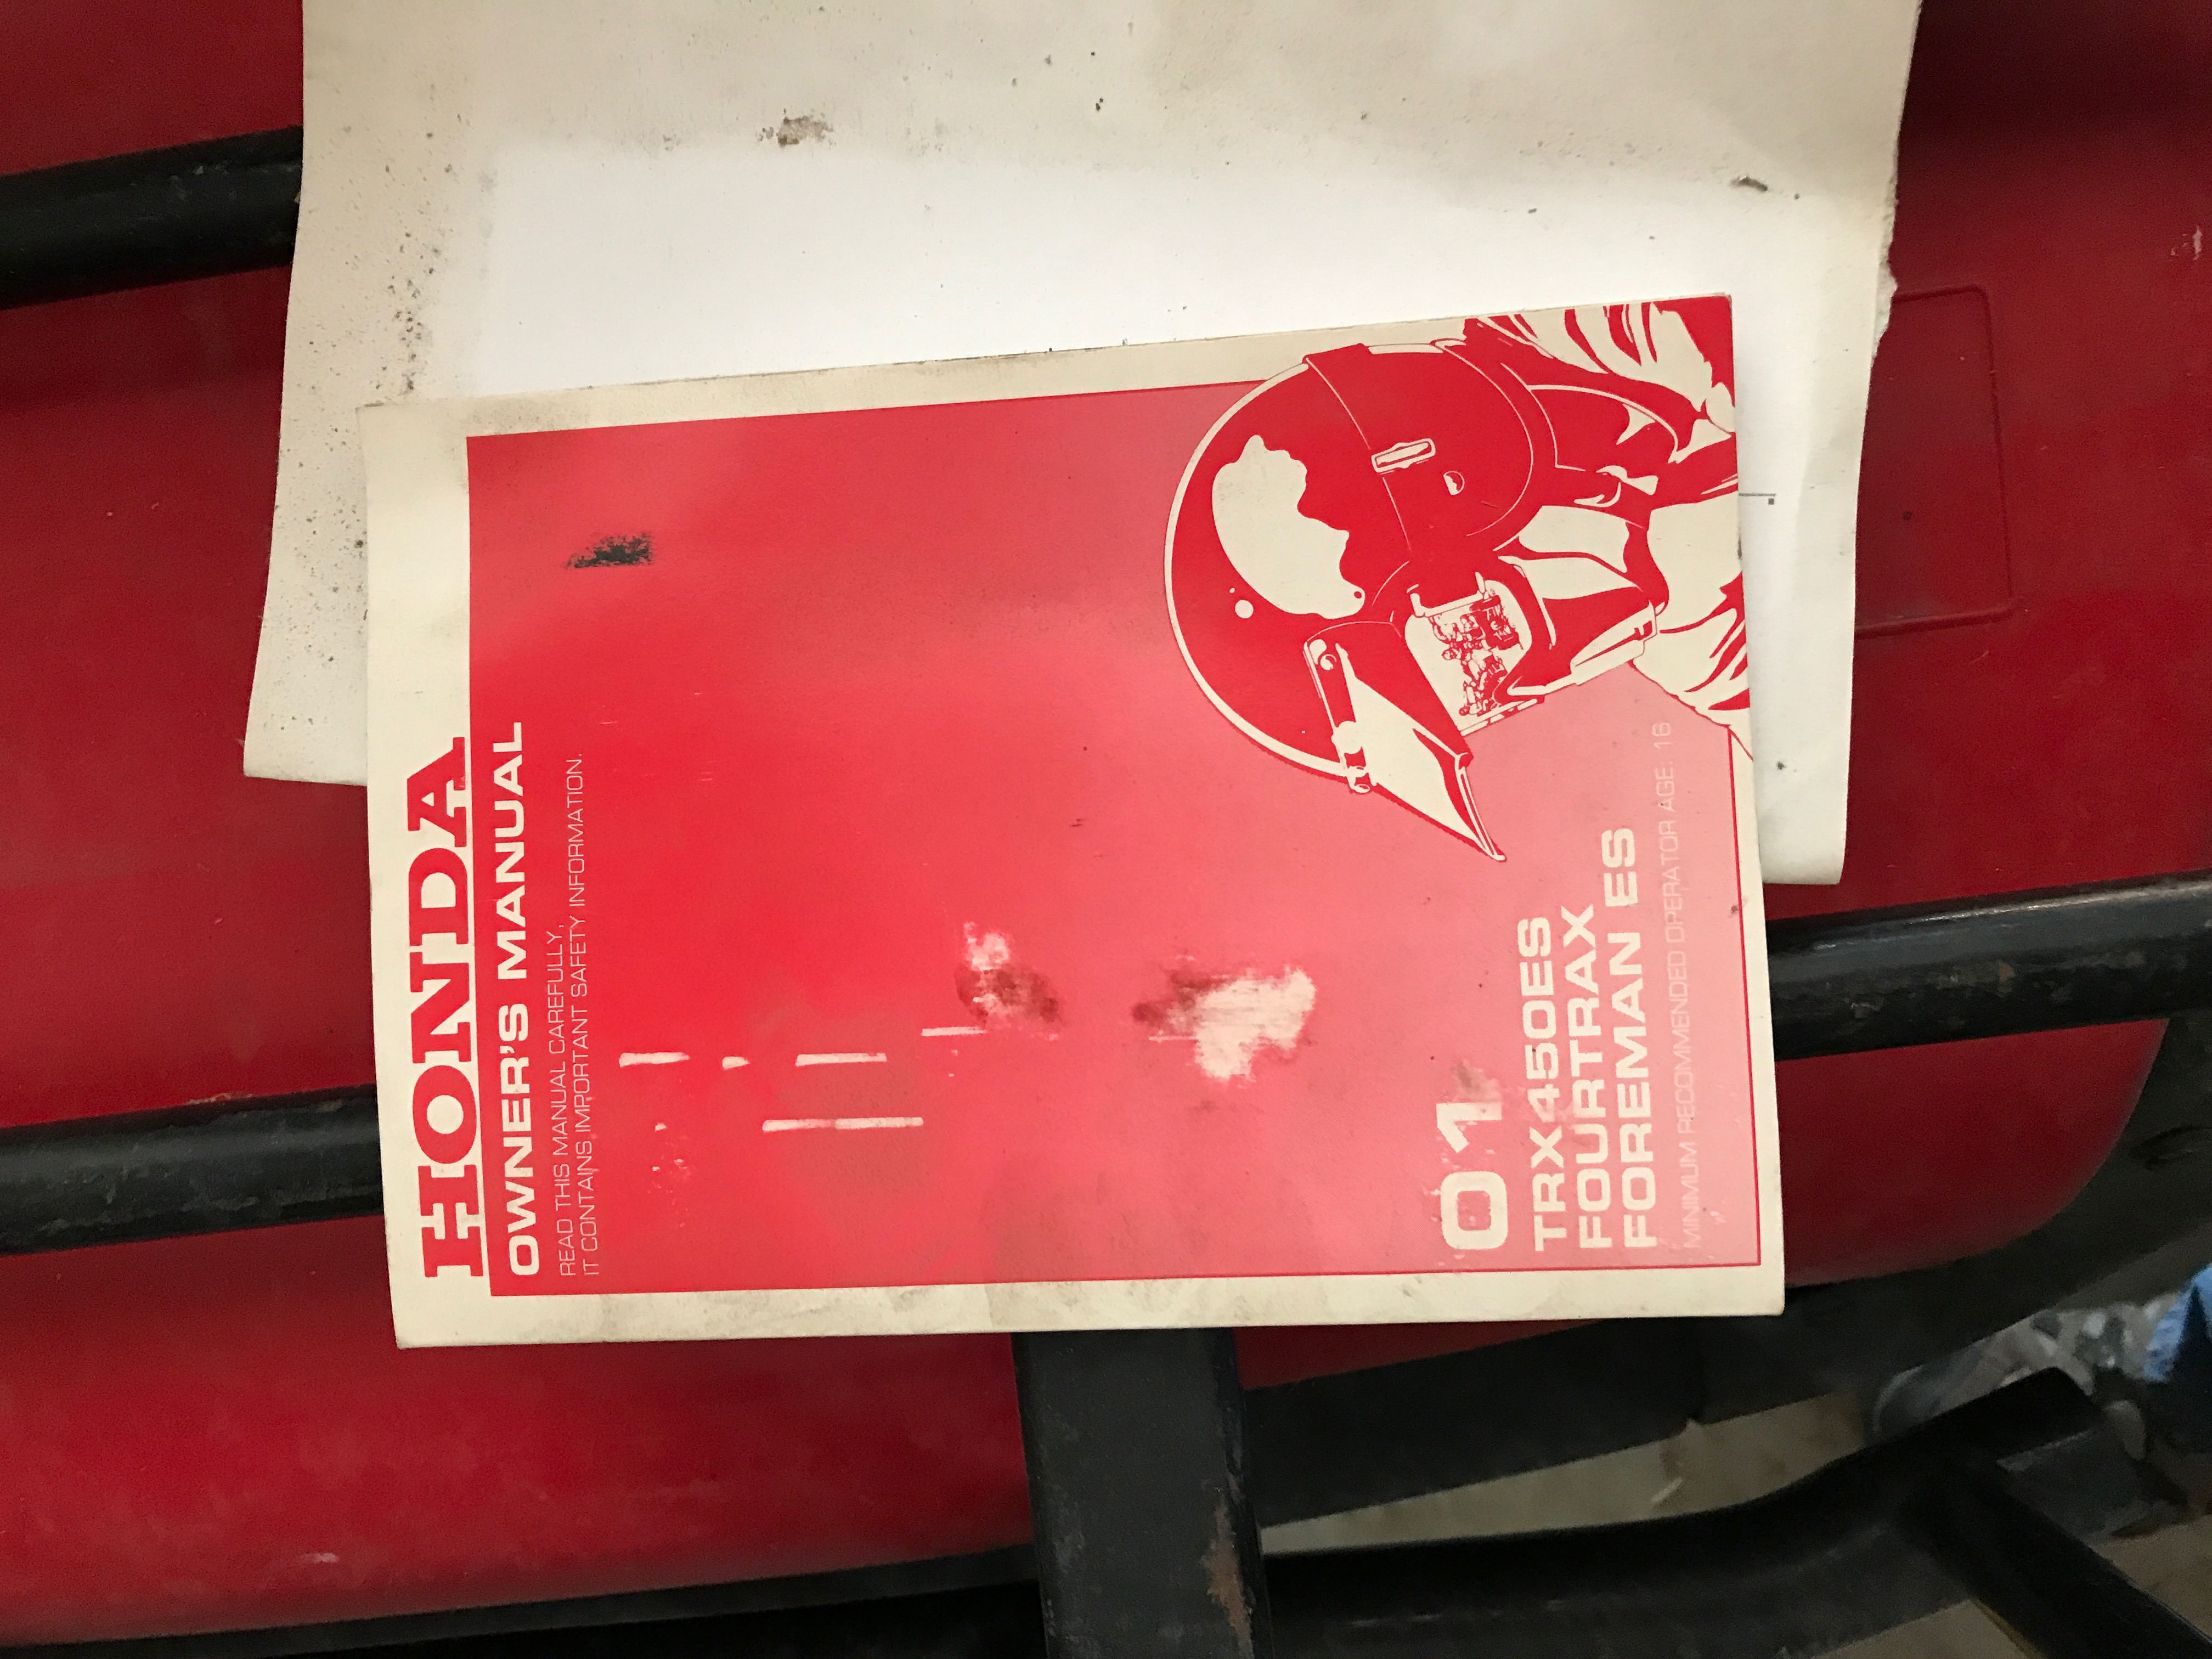 HONDA
OWNER'S MANUAL
READ THIS MANUAL CAREFULLY,
IT CONTAINS IMPORTANT SAFETY INFORMATION.
01
TRX450ES
FOURTRAX
FOREMAN ES
MINIMUM RECOMMENDED OPERATOR AGE: 16